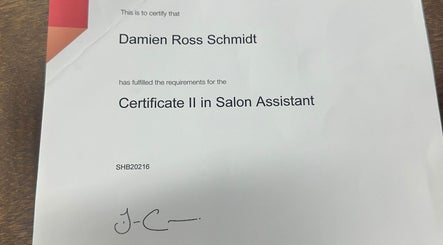 This is to certify that
Damien Ross Schmidt
has fulfilled the requirements for the
Certificate II in Salon Assistant
SHB20216